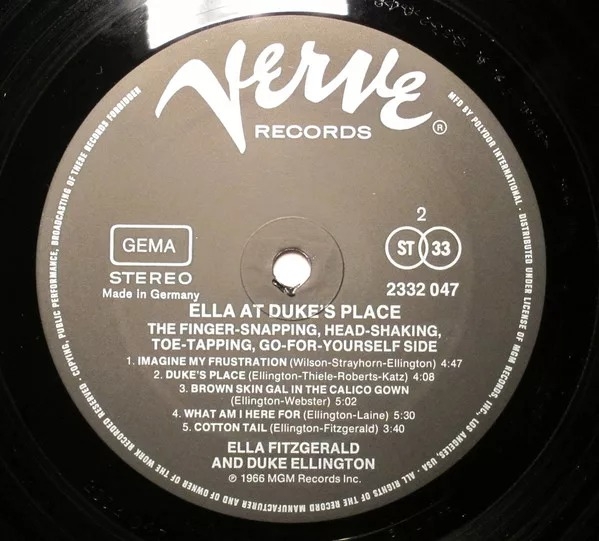 Verve
RECORDS ®
GEMA
STEREO
Made in Germany
2
ST 33
2332 047
ELLA AT DUKE'S PLACE
THE FINGER-SNAPPING, HEAD-SHAKING,
TOE-TAPPING, GO-FOR-YOURSELF SIDE
1. IMAGINE MY FRUSTRATION (Wilson-Strayhorn-Ellington) 4:47
2. DUKE'S PLACE (Ellington-Thiele-Roberts-Katz) 4:08
3. BROWN SKIN GAL IN THE CALICO GOWN
(Ellington-Webster) 5:02
4. WHAT AM I HERE FOR (Ellington-Laine) 5:30
5. COTTON TAIL (Ellington-Fitzgerald) 3:40
ELLA FITZGERALD
AND DUKE ELLINGTON
℗ 1966 MGM Records Inc.
MFD BY POLYDOR INTERNATIONAL · DISTRIBUTED UNDER LICENSE OF MGM RECORDS, INC., LOS ANGELES, USA · ALL RIGHTS OF THE MANUFACTURER AND OF THE OWNER OF THE WORK RECORDED RESERVED · COPYING, PUBLIC PERFORMANCE, BROADCASTING OF THESE RECORDS FORBIDDEN